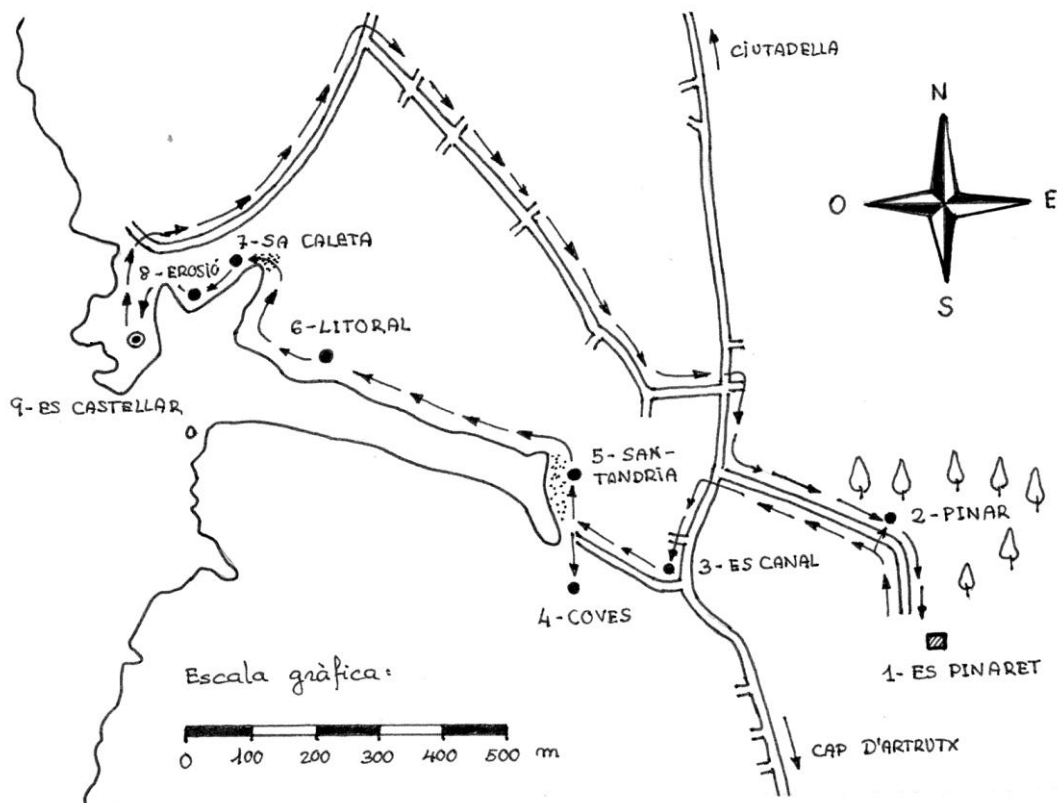 CIUTADELLA
N
O
E
S
7-SA CALETA
8-EROSIÓ
6-LITORAL
9-ES CASTELLAR
5-SAN-
TANDRIA
2-PINAR
3-ES CANAL
4-COVES
1-ES PINARET
Escala gràfica:
0 100 200 300 400 500 m
CAP D'ARTRUTX